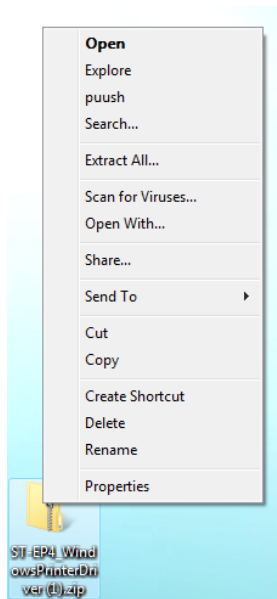 Open
Explore
puush
Search...
Extract All...
Scan for Viruses...
Open With...
Share...
Send To
Cut
Copy
Create Shortcut
Delete
Rename
Properties
ST-EP4_Wind
owsPrinterDri
ver (1).zip